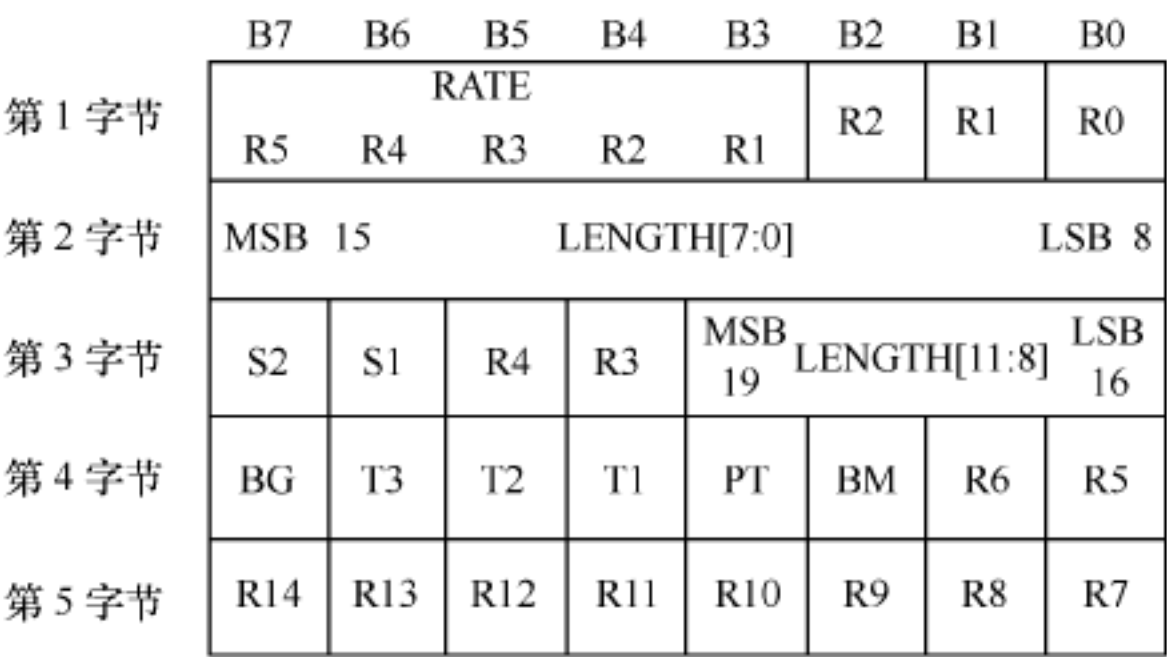 B7 B6 B5 B4 B3 B2 B1 B0
第1字节 RATE
R5 R4 R3 R2 R1 R2 R1 R0
第2字节 MSB 15 LENGTH[7:0] LSB 8
第3字节 S2 S1 R4 R3 MSB 19 LENGTH[11:8] LSB 16
第4字节 BG T3 T2 T1 PT BM R6 R5
第5字节 R14 R13 R12 R11 R10 R9 R8 R7